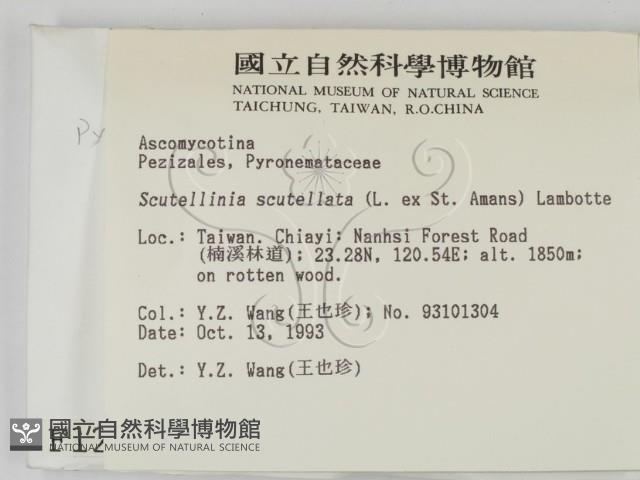 國立自然科學博物館
NATIONAL MUSEUM OF NATURAL SCIENCE
TAICHUNG, TAIWAN, R.O.CHINA
Py
Ascomycotina
Pezizales, Pyronemataceae
Scutellinia scutellata (L. ex St. Amans) Lambotte
Loc.: Taiwan. Chiayi: Nanhsi Forest Road
(楠溪林道); 23.28N, 120.54E; alt. 1850m;
on rotten wood.
Col.: Y.Z. Wang(王也珍); No. 93101304
Date: Oct. 13, 1993
Det.: Y.Z. Wang(王也珍)
國立自然科學博物館
NATIONAL MUSEUM OF NATURAL SCIENCE